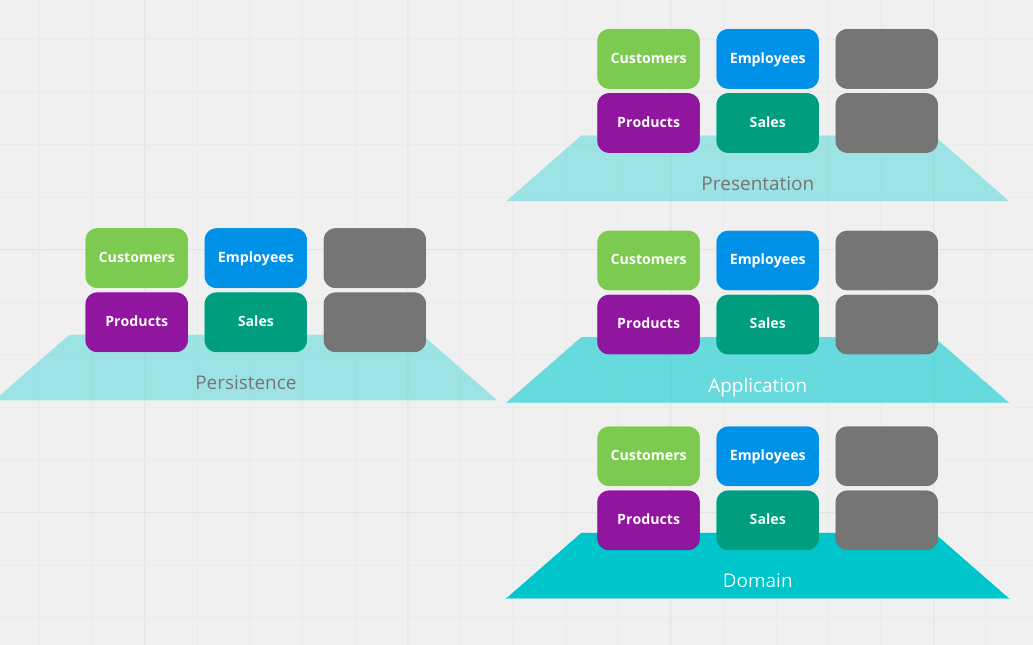 Customers Employees
Products Sales
Presentation
Customers Employees
Products Sales
Persistence
Customers Employees
Products Sales
Application
Customers Employees
Products Sales
Domain